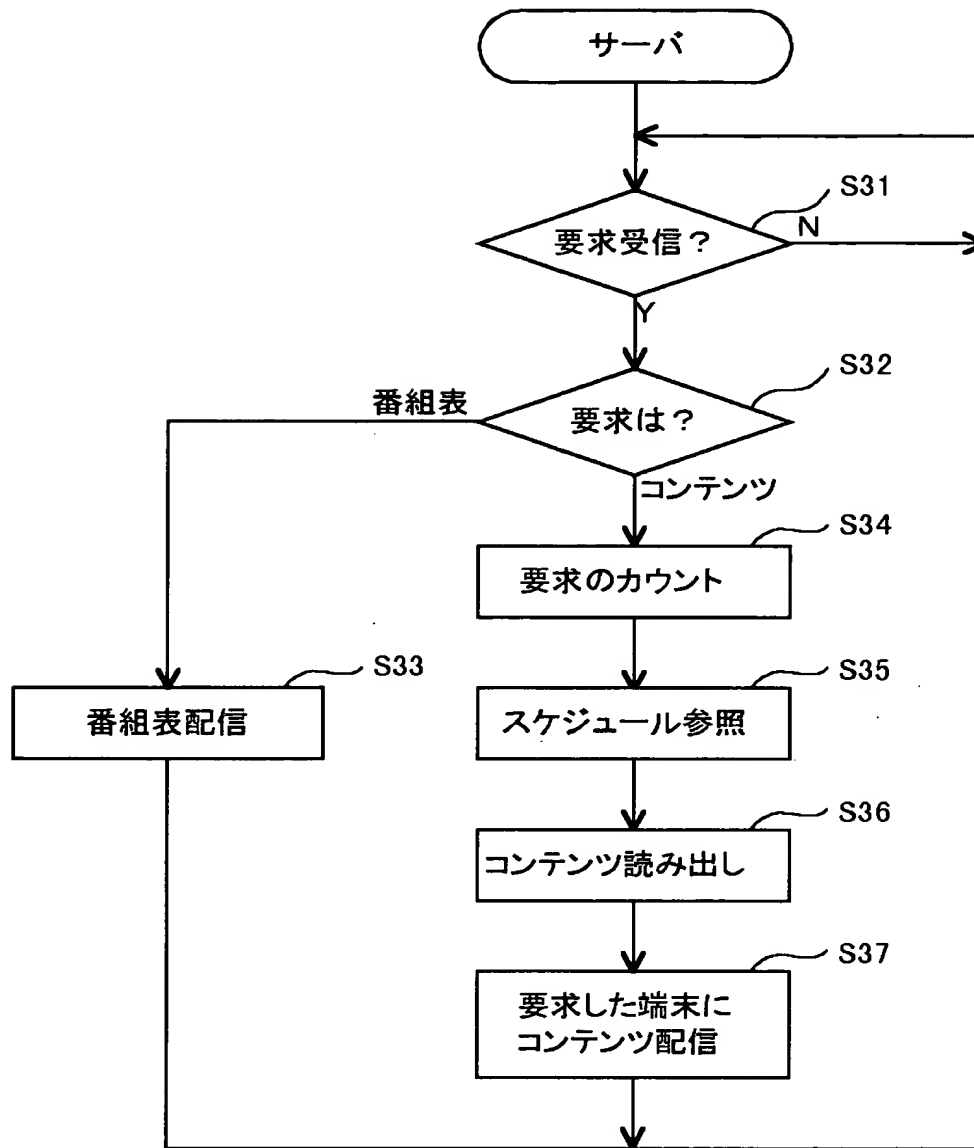 サーバ
S31
要求受信？
N
Y
S32
番組表
要求は？
コンテンツ
S34
要求のカウント
S33
S35
番組表配信
スケジュール参照
S36
コンテンツ読み出し
S37
要求した端末に
コンテンツ配信